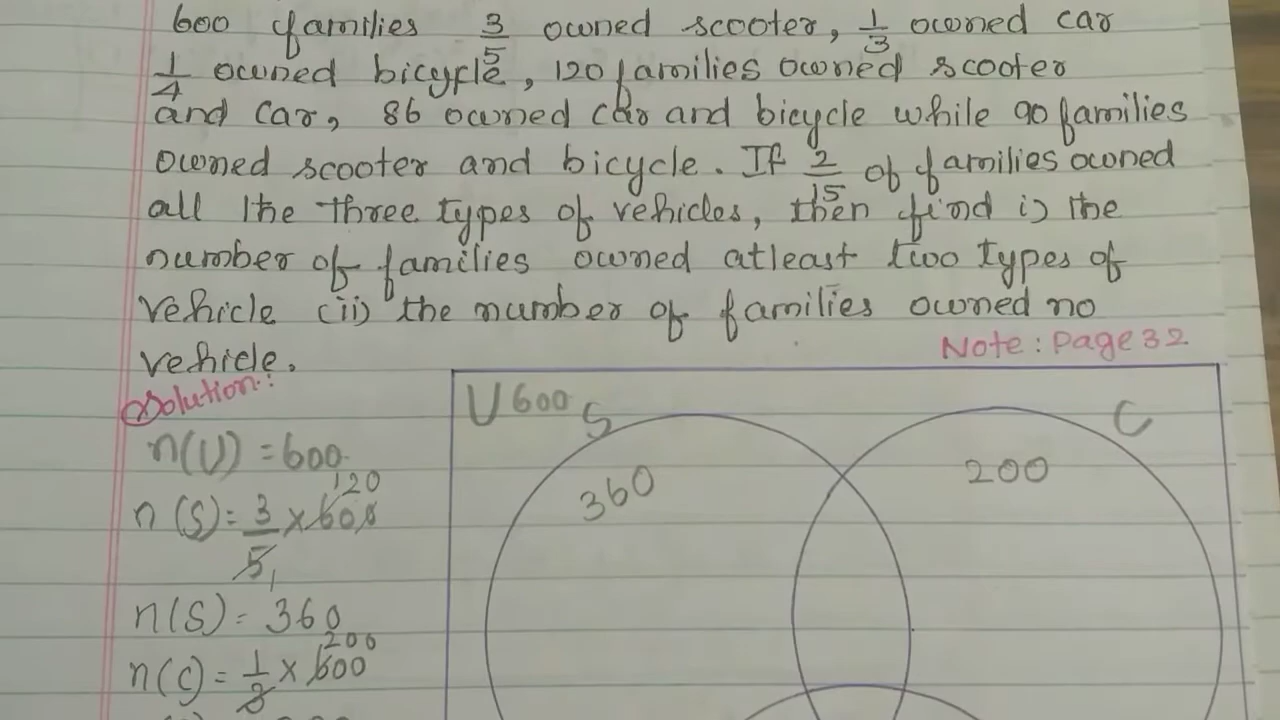 600 families 3/5 owned scooter, 1/3 owned car
1/4 owned bicycle, 120 families owned scooter
and car, 86 owned car and bicycle while 90 families
owned scooter and bicycle. If 2/15 of families owned
all the three types of vehicles, then find i) the
number of families owned atleast two types of
vehicle (ii) the number of families owned no
vehicle.
Note: Page 32
Solution:
U 600
S
C
n(U) = 600
360
200
120
n(S) = 3/5 × 600
1
n(S) = 360
200
n(C) = 1/3 × 600